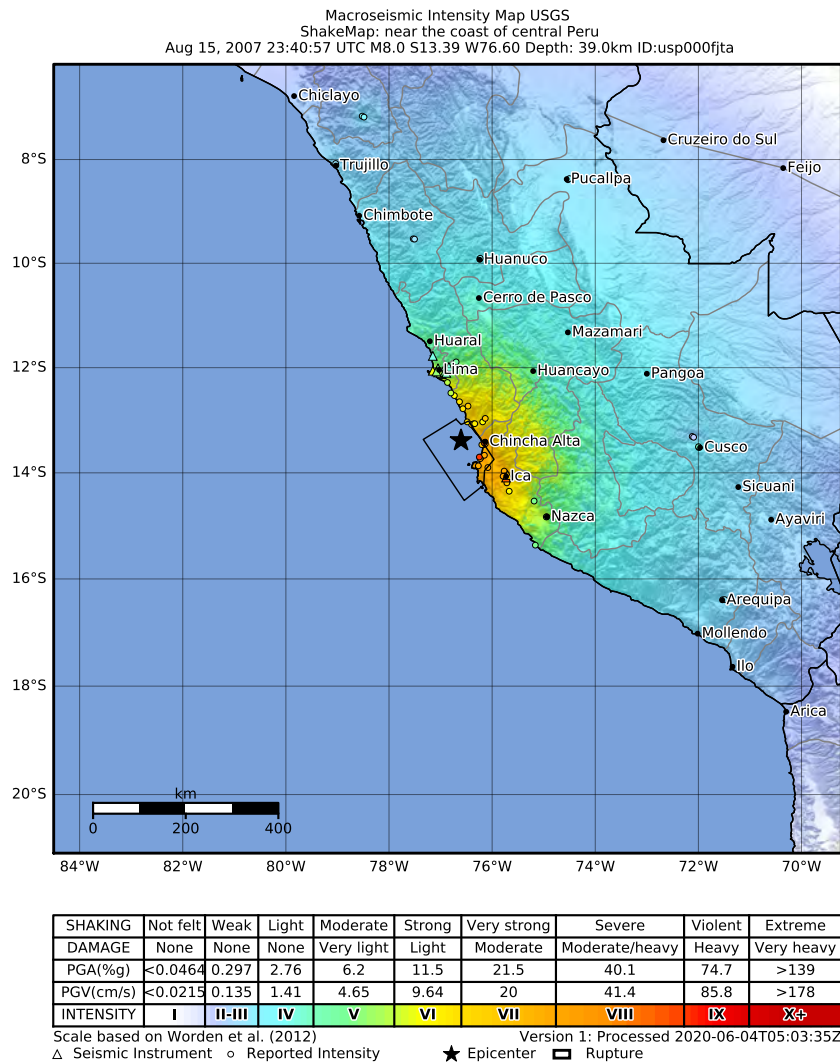 Macroseismic Intensity Map USGS
ShakeMap: near the coast of central Peru
Aug 15, 2007 23:40:57 UTC M8.0 S13.39 W76.60 Depth: 39.0km ID:usp000fjta
Chiclayo
Cruzeiro do Sul
8°S
Trujillo
Feijo
Pucallpa
Chimbote
10°S
Huanuco
Cerro de Pasco
Mazamari
Huaral
12°S
Lima
Huancayo
Pangoa
Chincha Alta
Cusco
14°S
Ica
Sicuani
Nazca
Ayaviri
16°S
Arequipa
Mollendo
Ilo
18°S
Arica
20°S
km
0 200 400
84°W 82°W 80°W 78°W 76°W 74°W 72°W 70°W
SHAKING Not felt Weak Light Moderate Strong Very strong Severe Violent Extreme
DAMAGE None None None Very light Light Moderate Moderate/heavy Heavy Very heavy
PGA(%g) <0.0464 0.297 2.76 6.2 11.5 21.5 40.1 74.7 >139
PGV(cm/s) <0.0215 0.135 1.41 4.65 9.64 20 41.4 85.8 >178
INTENSITY I II-III IV V VI VII VIII IX X+
Scale based on Worden et al. (2012) Version 1: Processed 2020-06-04T05:03:35Z
Seismic Instrument Reported Intensity Epicenter Rupture